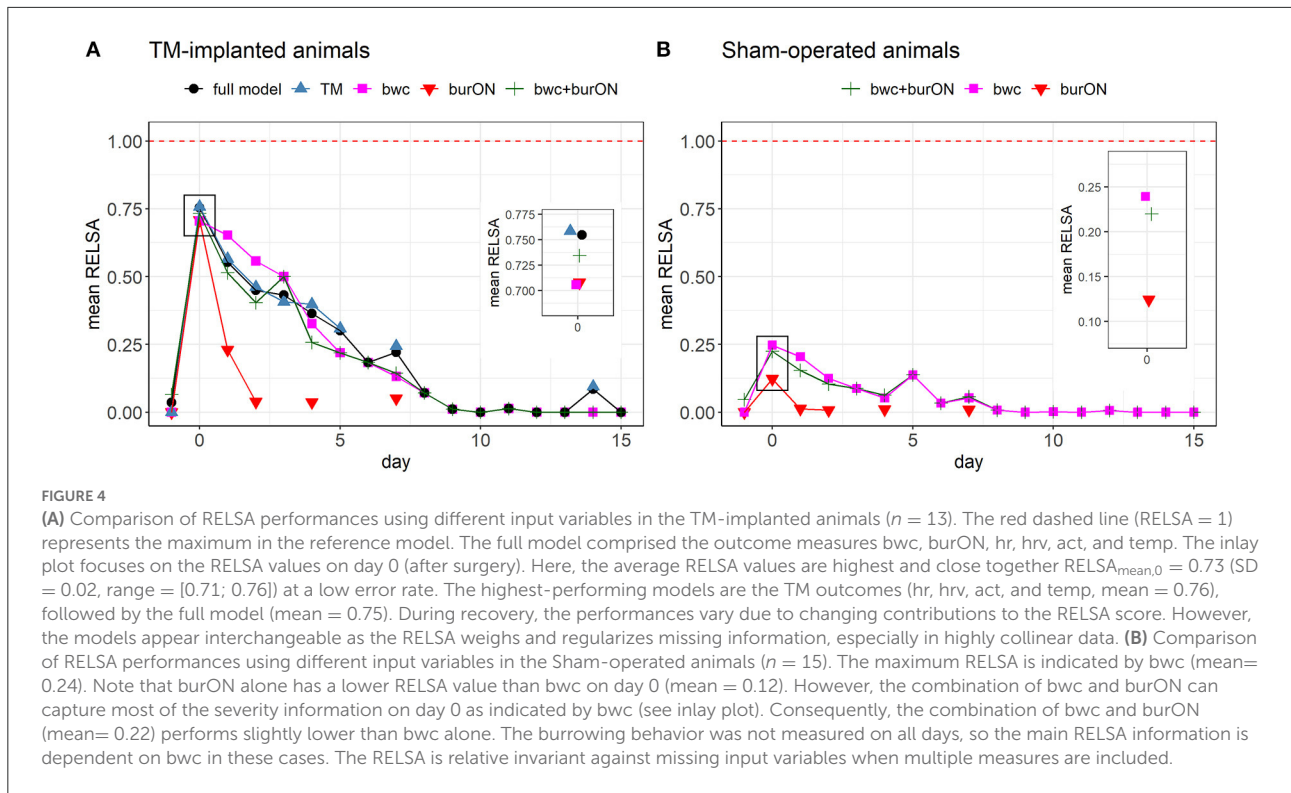 A TM-implanted animals
full model TM bwc burON bwc+burON
1.00
0.75
0.50
0.25
0.00
mean RELSA
0 5 10 15
day
0.775
0.750
0.725
0.700
mean RELSA
0
B Sham-operated animals
bwc+burON bwc burON
1.00
0.75
0.50
0.25
0.00
mean RELSA
0 5 10 15
day
0.25
0.20
0.15
0.10
mean RELSA
0
FIGURE 4
(A) Comparison of RELSA performances using different input variables in the TM-implanted animals (n = 13). The red dashed line (RELSA = 1)
represents the maximum in the reference model. The full model comprised the outcome measures bwc, burON, hr, hrv, act, and temp. The inlay
plot focuses on the RELSA values on day 0 (after surgery). Here, the average RELSA values are highest and close together RELSAmean,0 = 0.73 (SD
= 0.02, range = [0.71; 0.76]) at a low error rate. The highest-performing models are the TM outcomes (hr, hrv, act, and temp, mean = 0.76),
followed by the full model (mean = 0.75). During recovery, the performances vary due to changing contributions to the RELSA score. However,
the models appear interchangeable as the RELSA weighs and regularizes missing information, especially in highly collinear data. (B) Comparison
of RELSA performances using different input variables in the Sham-operated animals (n = 15). The maximum RELSA is indicated by bwc (mean=
0.24). Note that burON alone has a lower RELSA value than bwc on day 0 (mean = 0.12). However, the combination of bwc and burON can
capture most of the severity information on day 0 as indicated by bwc (see inlay plot). Consequently, the combination of bwc and burON
(mean= 0.22) performs slightly lower than bwc alone. The burrowing behavior was not measured on all days, so the main RELSA information is
dependent on bwc in these cases. The RELSA is relative invariant against missing input variables when multiple measures are included.